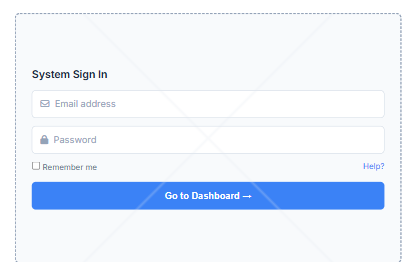 System Sign In
Email address
Password
Remember me Help?
Go to Dashboard →